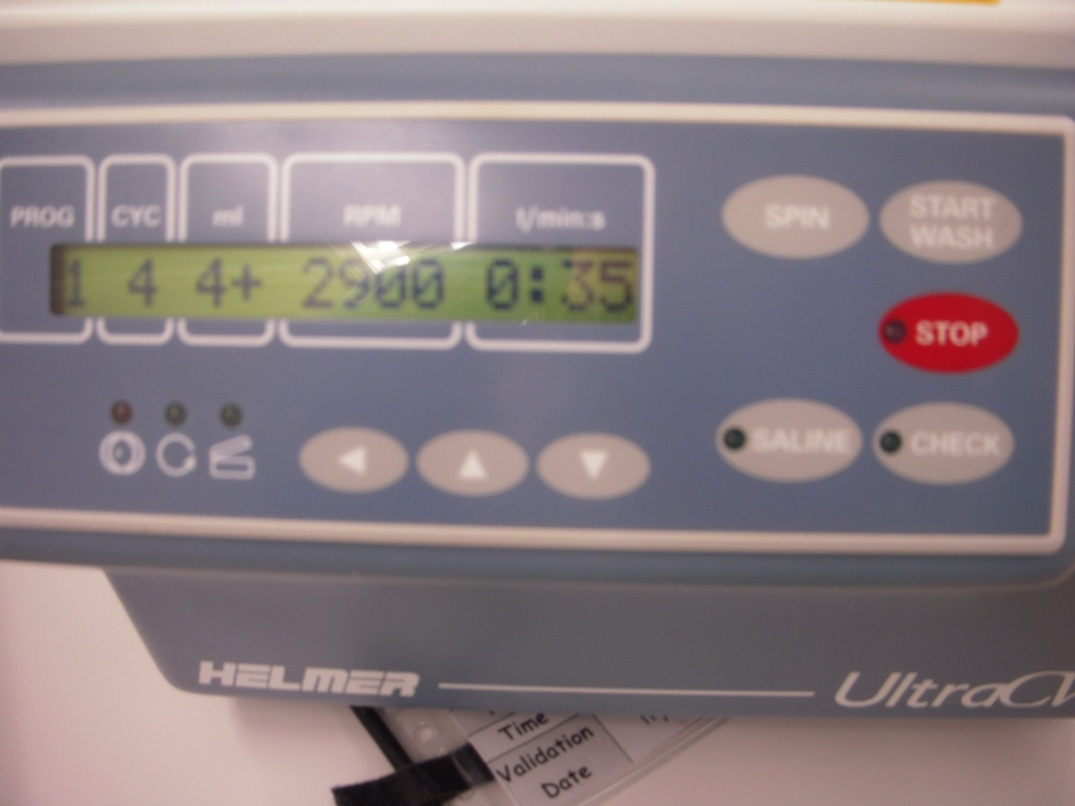 PROG CYC ml RPM t/min:s
1 4 4+ 2900 0:35
SPIN
START
WASH
STOP
SALINE
CHECK
HELMER
Time
Validation
Date